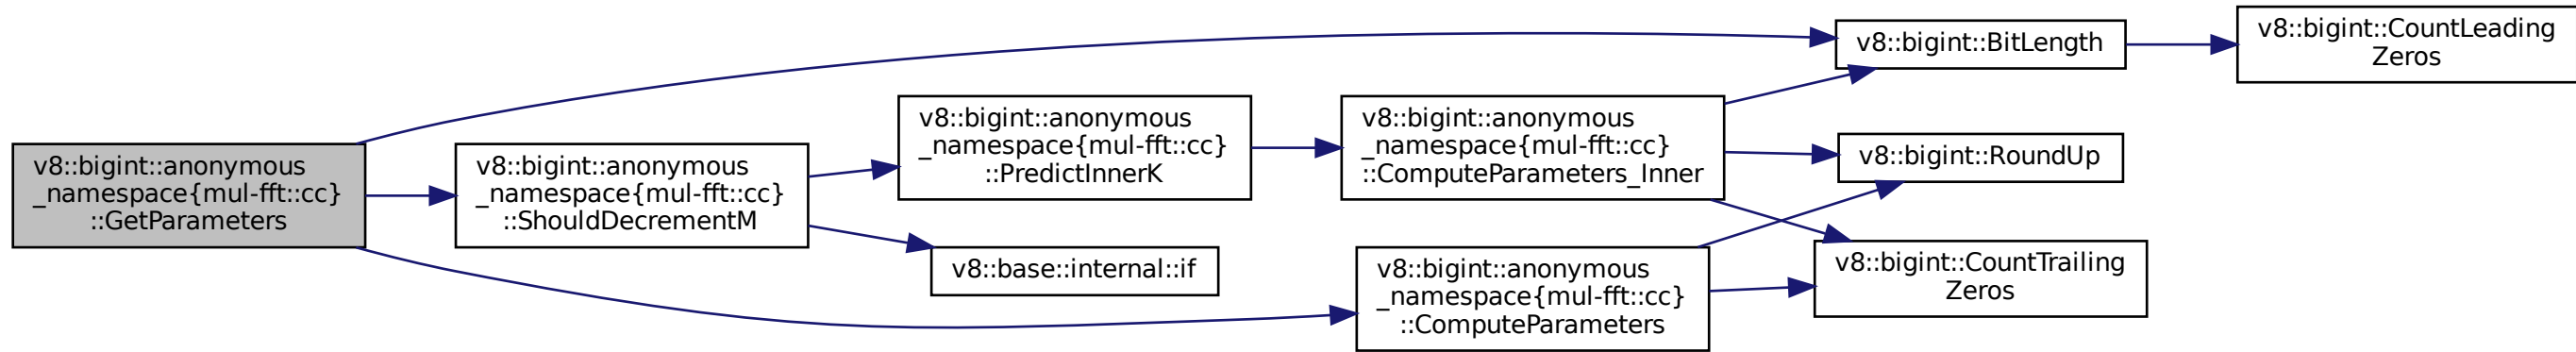 v8::bigint::anonymous
_namespace{mul-fft::cc}
::GetParameters
v8::bigint::anonymous
_namespace{mul-fft::cc}
::ShouldDecrementM
v8::bigint::anonymous
_namespace{mul-fft::cc}
::PredictInnerK
v8::base::internal::if
v8::bigint::anonymous
_namespace{mul-fft::cc}
::ComputeParameters_Inner
v8::bigint::anonymous
_namespace{mul-fft::cc}
::ComputeParameters
v8::bigint::BitLength
v8::bigint::RoundUp
v8::bigint::CountTrailing
Zeros
v8::bigint::CountLeading
Zeros